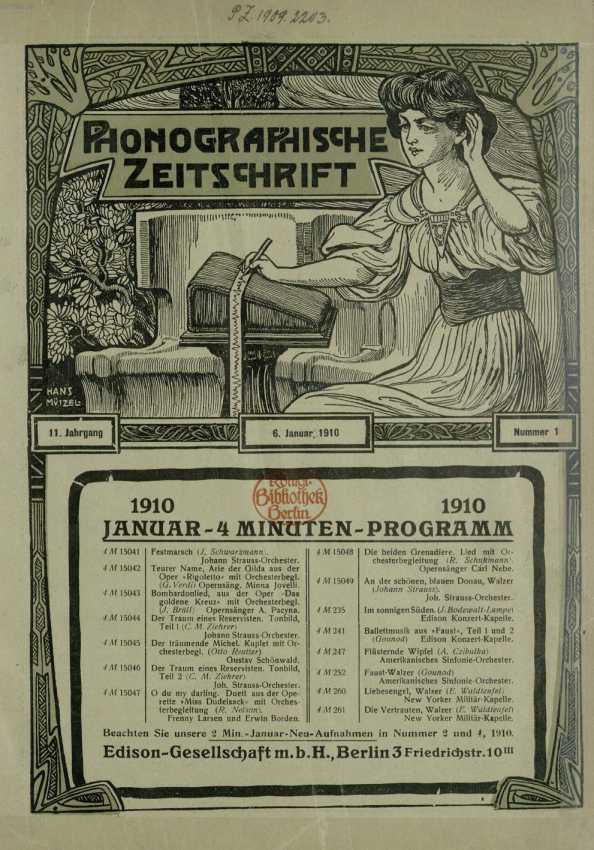 PZ.1909.2203.
PHONOGRAPHISCHE
ZEITSCHRIFT
HANS
MÜTZEL
11. Jahrgang
6. Januar 1910
Nummer 1
Königl.
Bibliothek
Berlin
1910
1910
JANUAR-4 MINUTEN-PROGRAMM
4 M 15041 Festmarsch (J. Schwarzmann).
Johann Strauss-Orchester.
4 M 15042 Teurer Name, Arie der Gilda aus der
Oper «Rigoletto» mit Orchesterbegl.
(G. Verdi) Opernsäng. Minna Jovelli.
4 M 15043 Bombardonlied, aus der Oper «Das
goldene Kreuz» mit Orchesterbegl.
(J. Brüll) Opernsänger A. Pacyna.
4 M 15044 Der Traum eines Reservisten. Tonbild,
Teil 1 (C. M. Ziehrer)
Johann Strauss-Orchester.
4 M 15045 Der träumende Michel. Kuplet mit Or-
chesterbegl. (Otto Reutter)
Gustav Schönwald.
4 M 15046 Der Traum eines Reservisten. Tonbild,
Teil 2 (C. M. Ziehrer)
Joh. Strauss-Orchester.
4 M 15047 O du my darling. Duett aus der Ope-
rette «Miss Dudelsack» mit Orches-
terbegleitung (R. Nelson).
Frenny Larsen und Erwin Borden.
4 M 15048 Die beiden Grenadiere. Lied mit Or-
chesterbegleitung (R. Schuhmann).
Opernsänger Carl Nebe.
4 M 15049 An der schönen, blauen Donau, Walzer
(Johann Strauss).
Joh. Strauss-Orchester.
4 M 235 Im sonnigen Süden. (J. Bodewalt-Lampe)
Edison Konzert-Kapelle.
4 M 241 Ballettmusik aus «Faust», Teil 1 und 2
(Gounod) Edison Konzert-Kapelle.
4 M 247 Flüsternde Wipfel (A. Czibulka)
Amerikanisches Sinfonie-Orchester.
4 M 252 Faust-Walzer (Gounod)
Amerikanisches Sinfonie-Orchester.
4 M 260 Liebesengel, Walzer (E. Waldteufel)
New Yorker Militär-Kapelle.
4 M 261 Die Vertrauten, Walzer (E. Waldteufel)
New Yorker Militär-Kapelle.
Beachten Sie unsere 2 Min.-Januar-Neu-Aufnahmen in Nummer 2 und 4, 1910.
Edison-Gesellschaft m. b. H., Berlin 3 Friedrichstr. 10 III